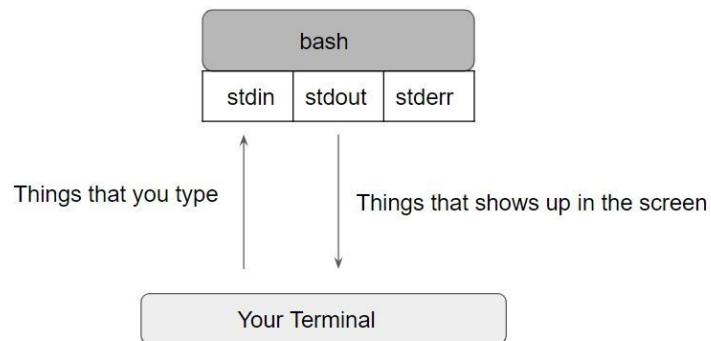 bash
stdin stdout stderr
Things that you type
Things that shows up in the screen
Your Terminal